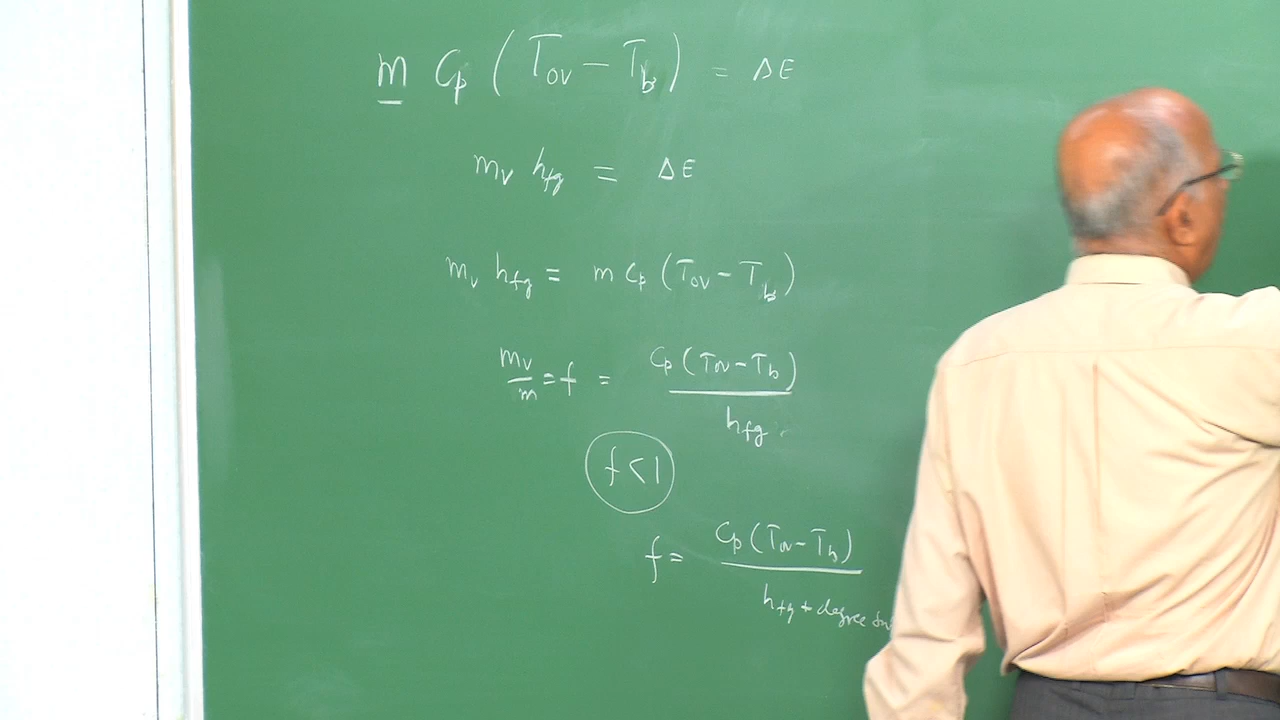 m Cp (Tov − Tb) = ΔE
mv hfg = ΔE
mv hfg = m Cp (Tov − Tb)
mv/m = f = Cp (Tov − Tb)/hfg
f < 1
f = Cp (Tov − Tb)/hfg + degree